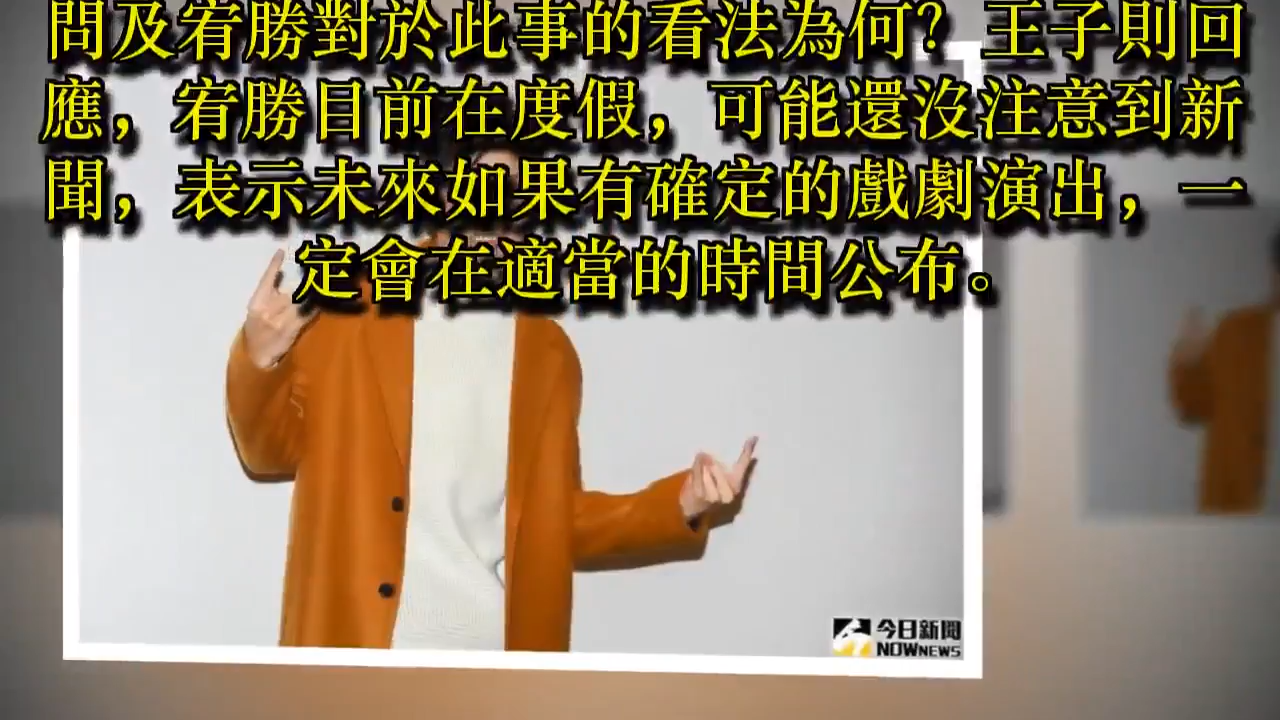 問及宥勝對於此事的看法為何？王子則回
應，宥勝目前在度假，可能還沒注意到新
聞，表示未來如果有確定的戲劇演出，一
定會在適當的時間公布。
今日新聞
NOWNEWS